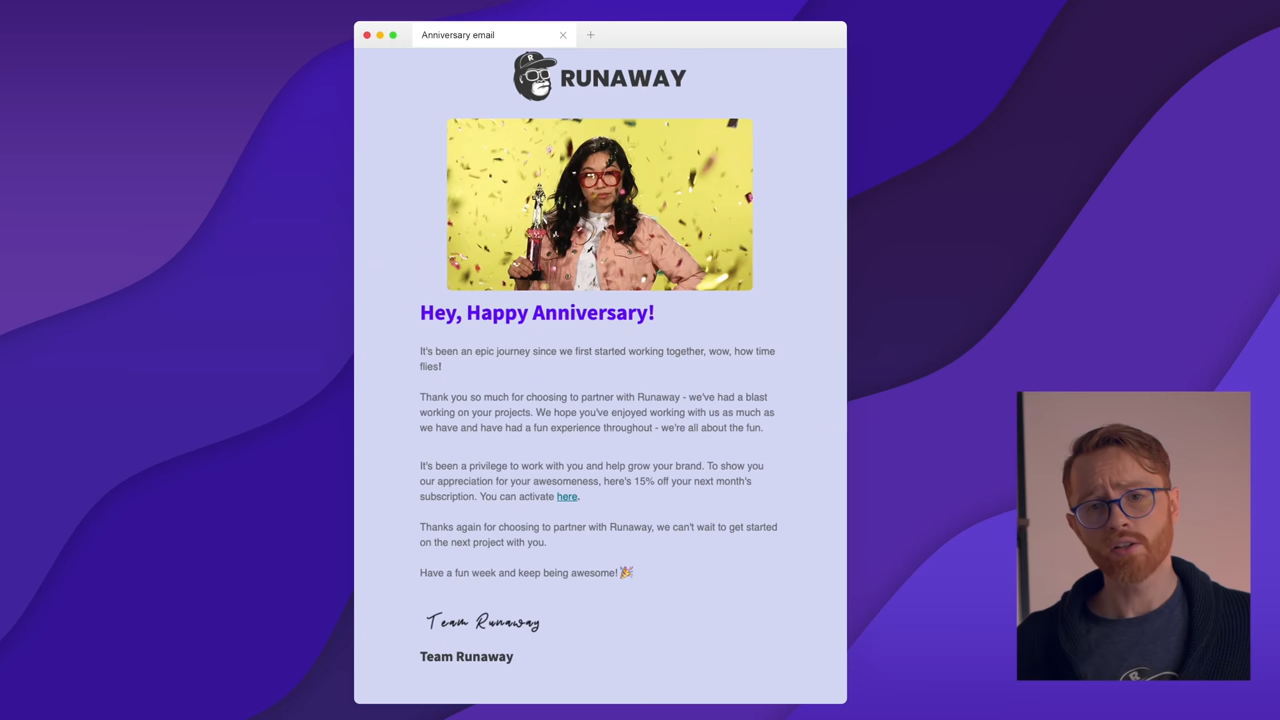 Anniversary email
R
RUNAWAY
Hey, Happy Anniversary!
It's been an epic journey since we first started working together, wow, how time
flies!
Thank you so much for choosing to partner with Runaway - we've had a blast
working on your projects. We hope you've enjoyed working with us as much as
we have and have had a fun experience throughout - we're all about the fun.
It's been a privilege to work with you and help grow your brand. To show you
our appreciation for your awesomeness, here's 15% off your next month's
subscription. You can activate here.
Thanks again for choosing to partner with Runaway, we can't wait to get started
on the next project with you.
Have a fun week and keep being awesome! 🎉
Team Runaway
Team Runaway
R